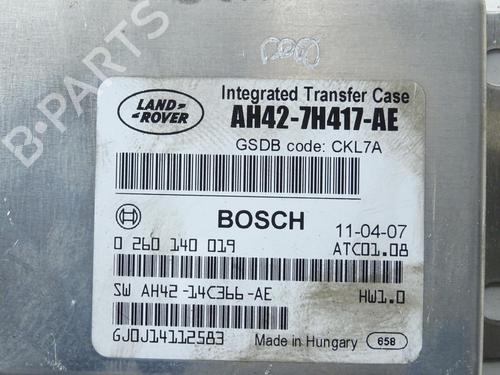 LAND
ROVER
Integrated Transfer Case
AH42-7H417-AE
GSDB code: CKL7A
BOSCH
11-04-07
0 260 140 019
ATC01.08
SW AH42 -14C366 -AE
HW1.0
GJ0J14112583
Made in Hungary
658
B-PARTS